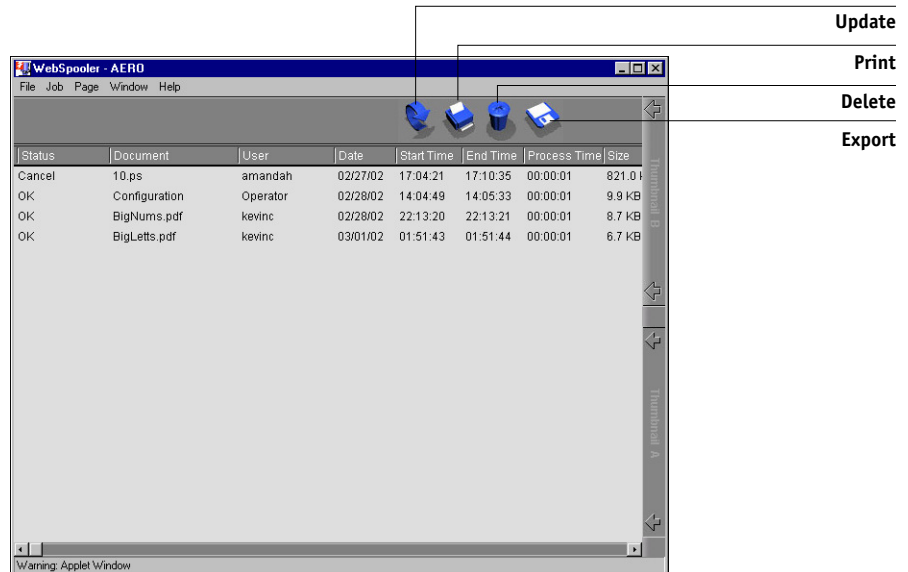 Update
Print
Delete
Export
WebSpooler - AERO
File Job Page Window Help
Status Document User Date Start Time End Time Process Time Size
Cancel 10.ps amandah 02/27/02 17:04:21 17:10:35 00:00:01 821.0
OK Configuration Operator 02/28/02 14:04:49 14:05:33 00:00:01 9.9 KB
OK BigNums.pdf kevinc 02/28/02 22:13:20 22:13:21 00:00:01 8.7 KB
OK BigLetts.pdf kevinc 03/01/02 01:51:43 01:51:44 00:00:01 6.7 KB
Thumbnail B
Thumbnail A
Warning: Applet Window